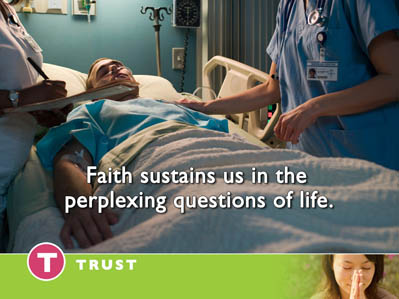 Faith sustains us in the
perplexing questions of life.
T TRUST